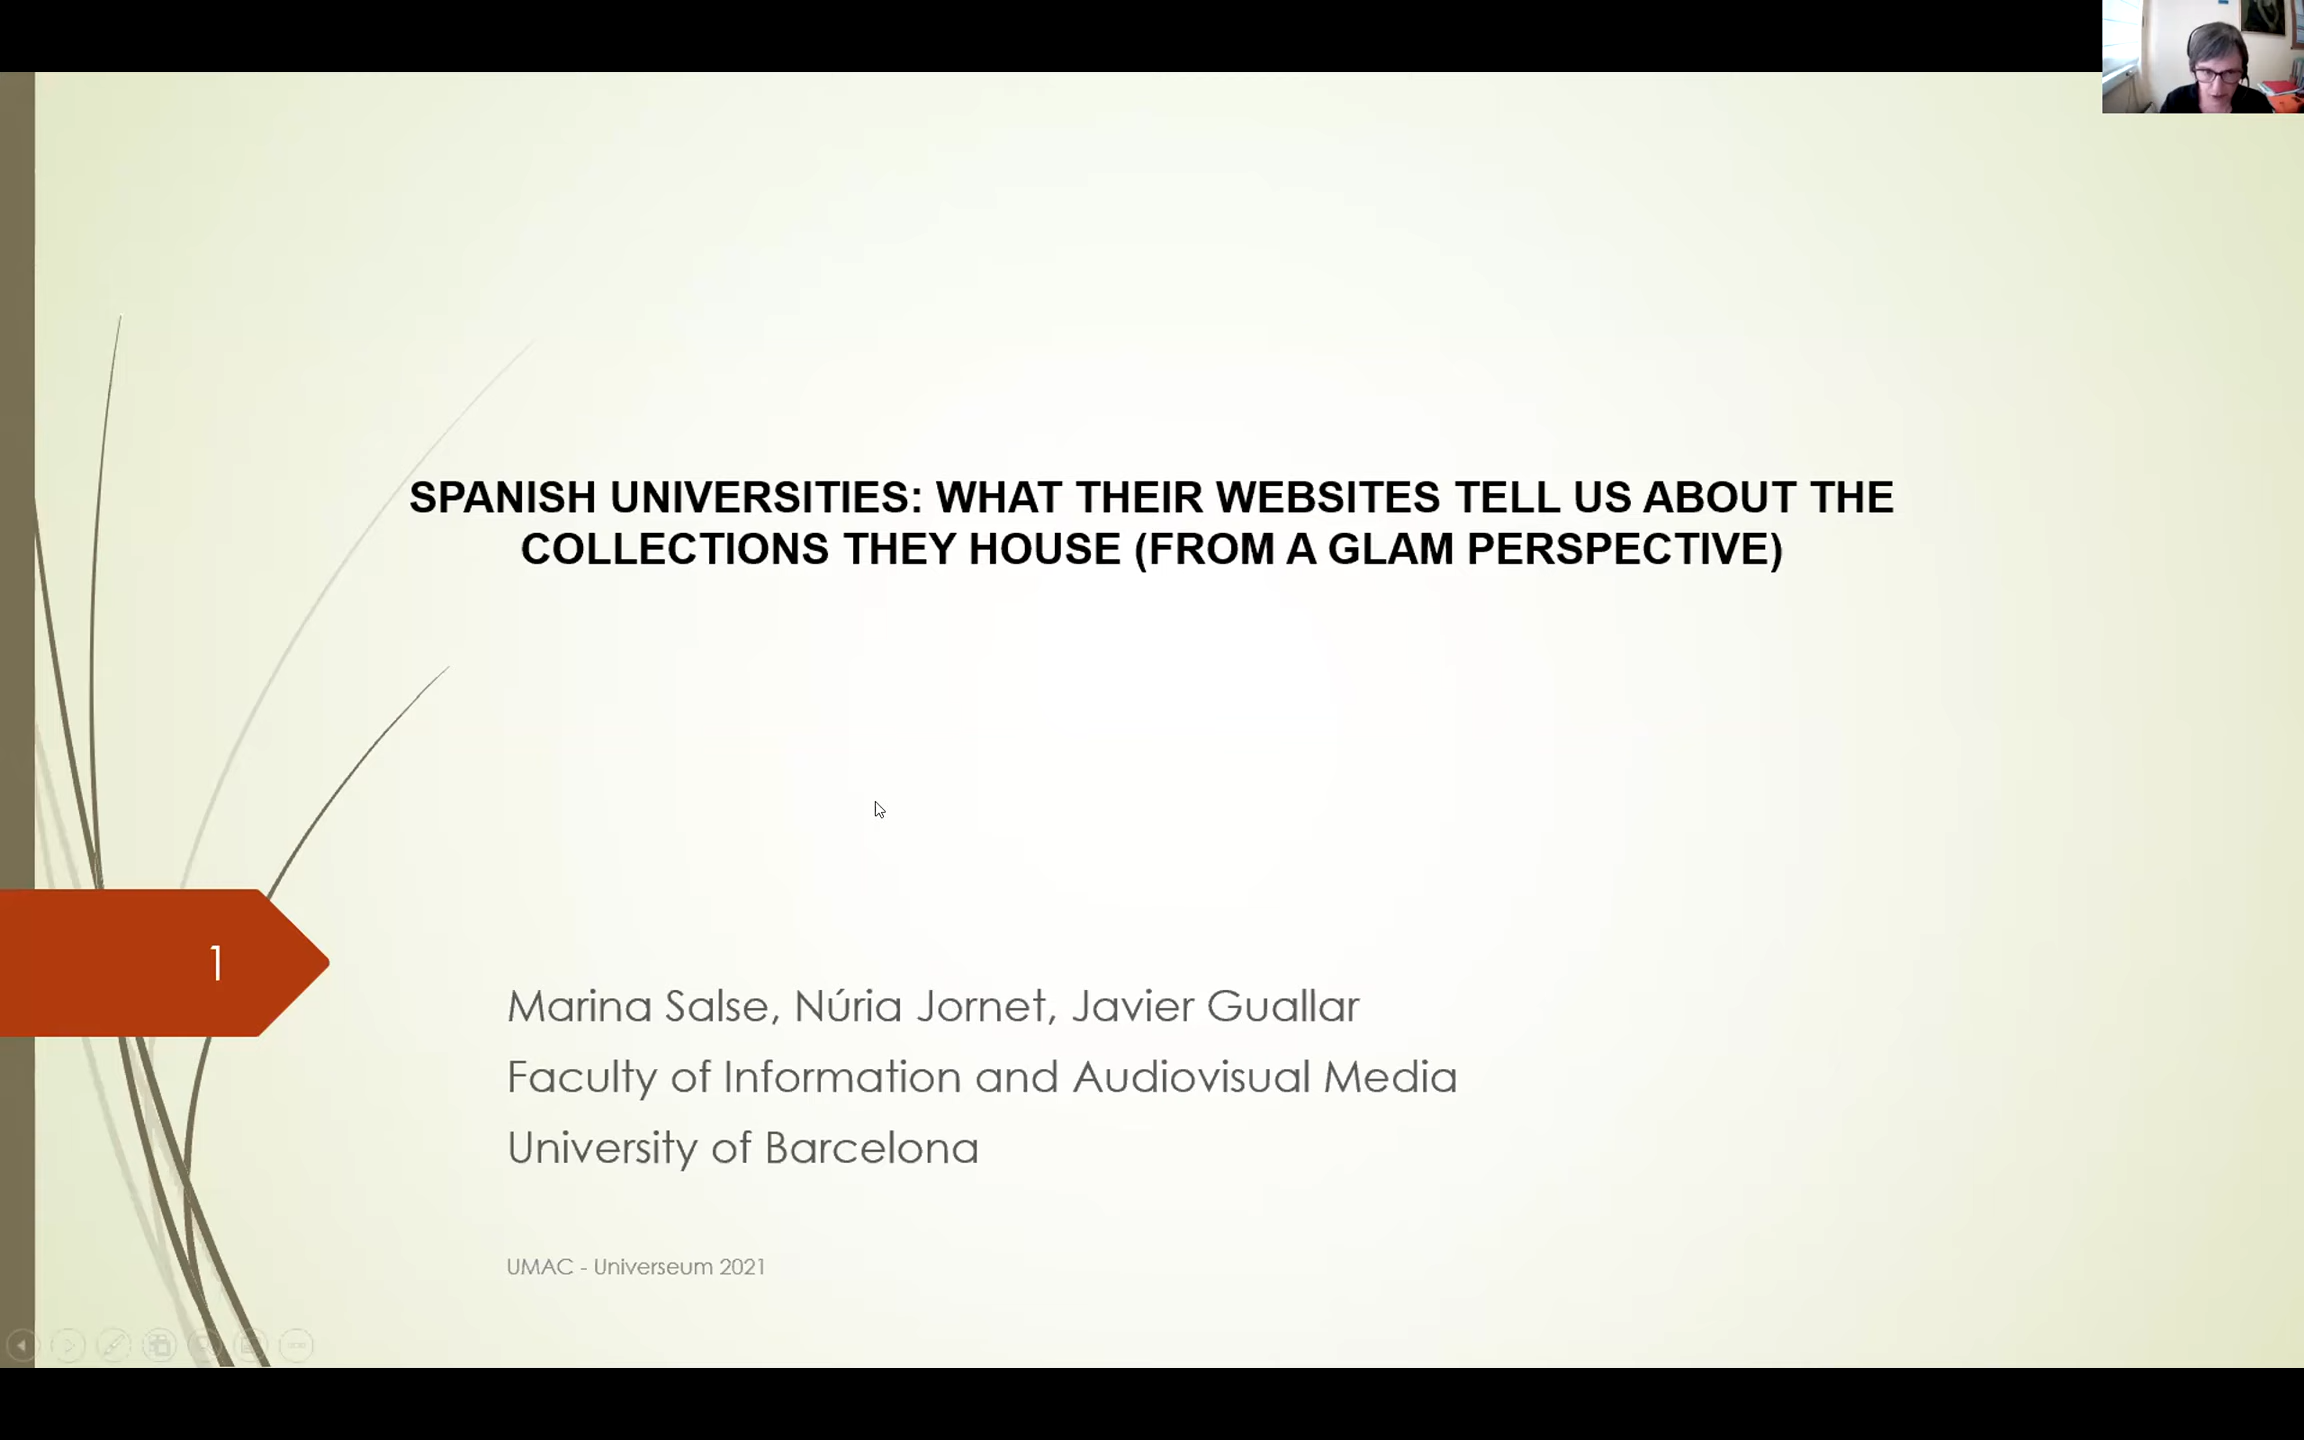 SPANISH UNIVERSITIES: WHAT THEIR WEBSITES TELL US ABOUT THE
COLLECTIONS THEY HOUSE (FROM A GLAM PERSPECTIVE)
1
Marina Salse, Núria Jornet, Javier Guallar
Faculty of Information and Audiovisual Media
University of Barcelona
UMAC - Universeum 2021